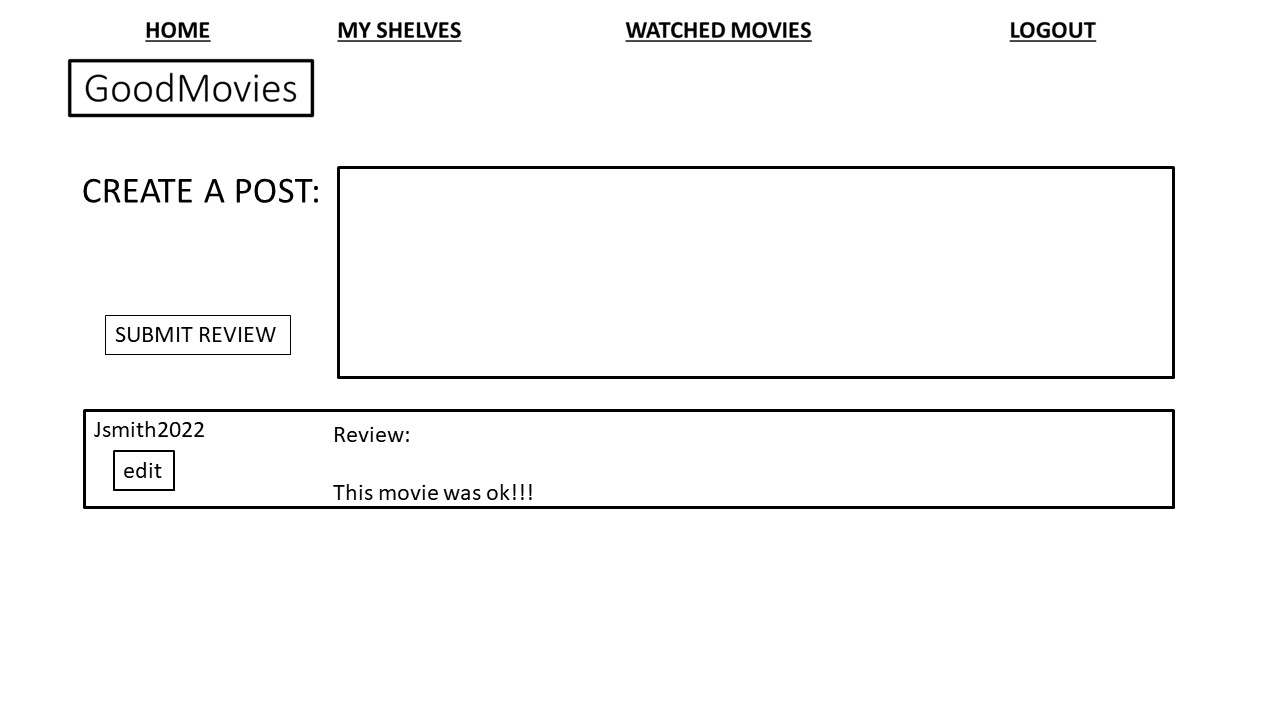 HOME MY SHELVES WATCHED MOVIES LOGOUT
GoodMovies
CREATE A POST:
SUBMIT REVIEW
Jsmith2022
edit
Review:
This movie was ok!!!